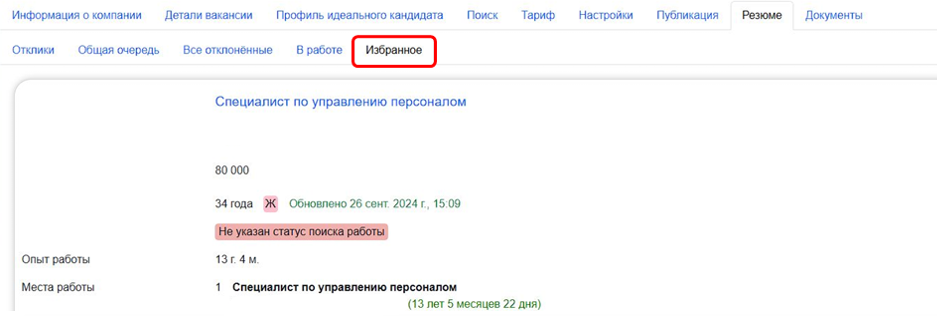 Информация о компании Детали вакансии Профиль идеального кандидата Поиск Тариф Настройки Публикация Резюме Документы
Отклики Общая очередь Все отклонённые В работе Избранное
Специалист по управлению персоналом
80 000
34 года Ж Обновлено 26 сент. 2024 г., 15:09
Не указан статус поиска работы
Опыт работы 13 г. 4 м.
Места работы 1 Специалист по управлению персоналом
(13 лет 5 месяцев 22 дня)